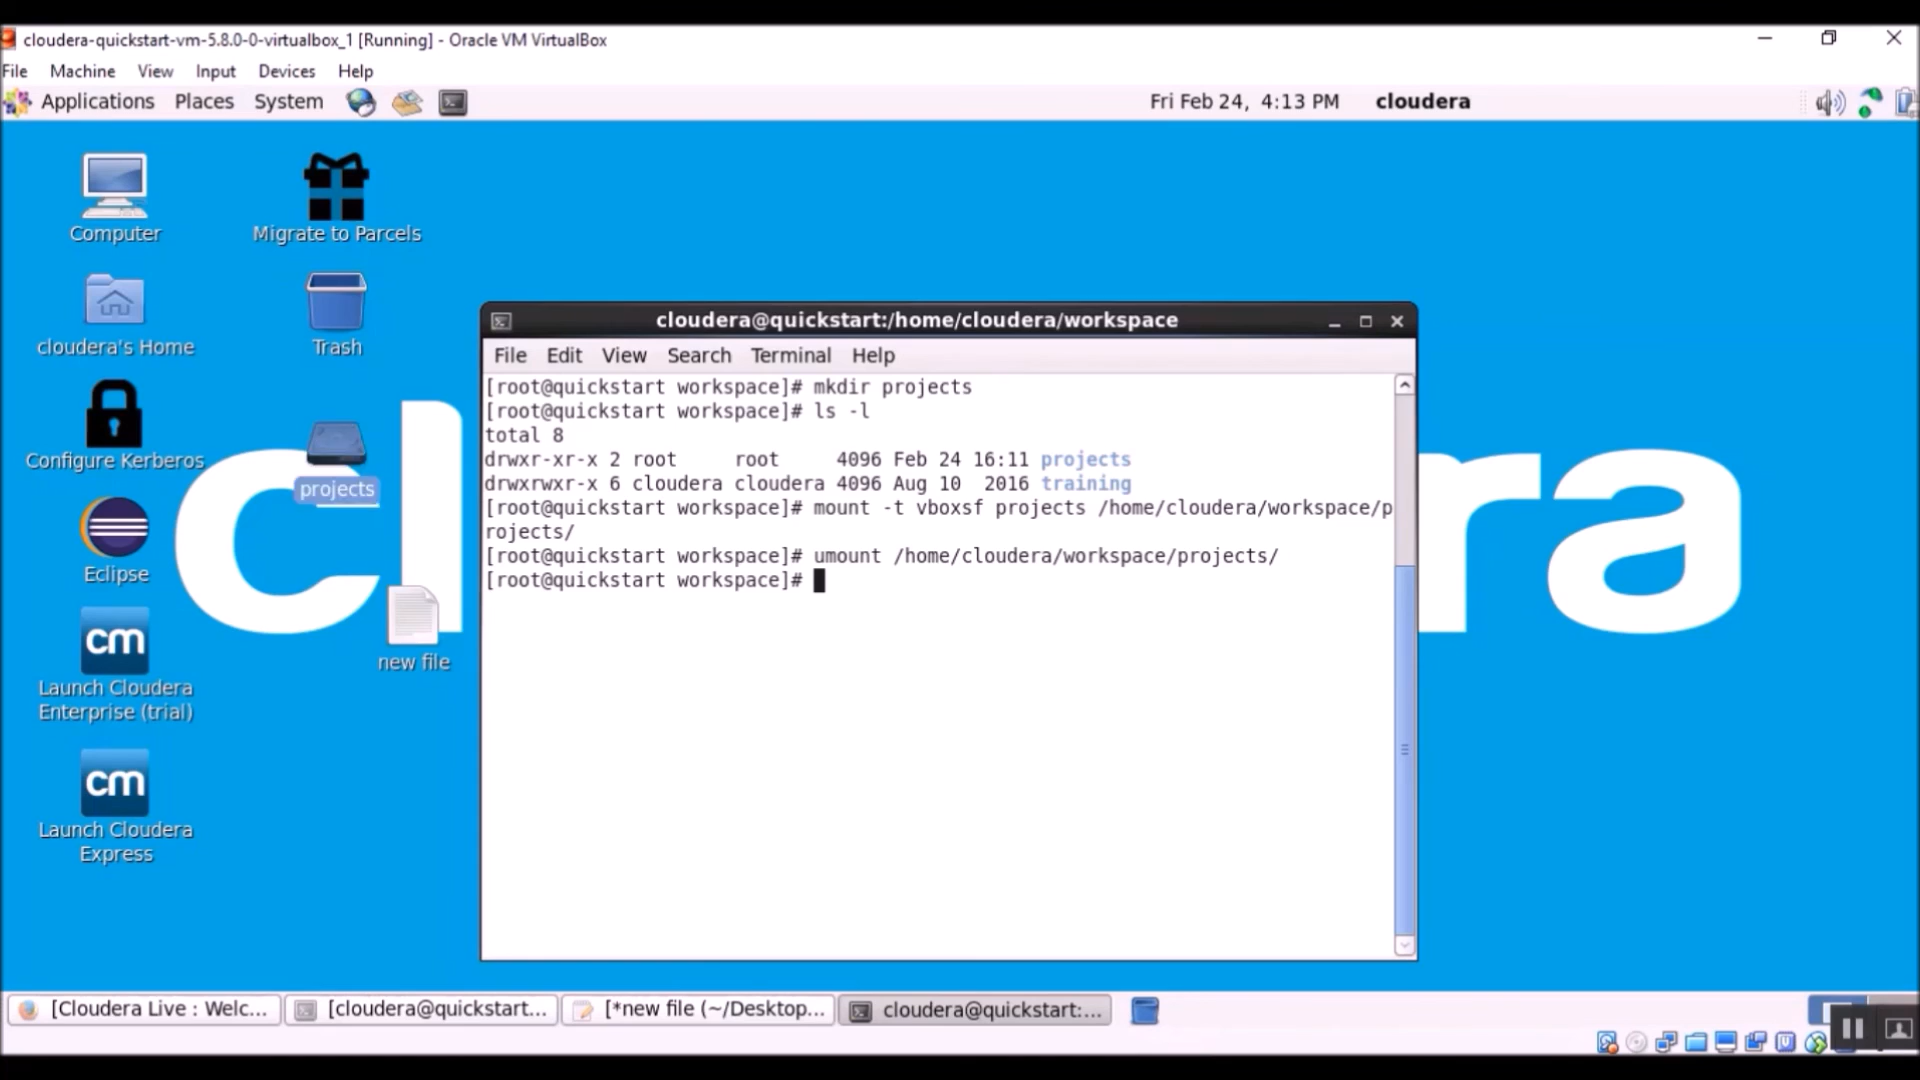 cloudera-quickstart-vm-5.8.0-0-virtualbox_1 [Running] - Oracle VM VirtualBox
File Machine View Input Devices Help
Applications Places System Fri Feb 24, 4:13 PM cloudera
Computer
Migrate to Parcels
cloudera's Home
Trash
Configure Kerberos
projects
Eclipse
new file
cm
Launch Cloudera
Enterprise (trial)
cm
Launch Cloudera
Express
cl
ra
cloudera@quickstart:/home/cloudera/workspace
File Edit View Search Terminal Help
[root@quickstart workspace]# mkdir projects
[root@quickstart workspace]# ls -l
total 8
drwxr-xr-x 2 root     root     4096 Feb 24 16:11 projects
drwxrwxr-x 6 cloudera cloudera 4096 Aug 10  2016 training
[root@quickstart workspace]# mount -t vboxsf projects /home/cloudera/workspace/p
rojects/
[root@quickstart workspace]# umount /home/cloudera/workspace/projects/
[root@quickstart workspace]#
[Cloudera Live : Welc... [cloudera@quickstart... [*new file (~/Desktop... cloudera@quickstart:...